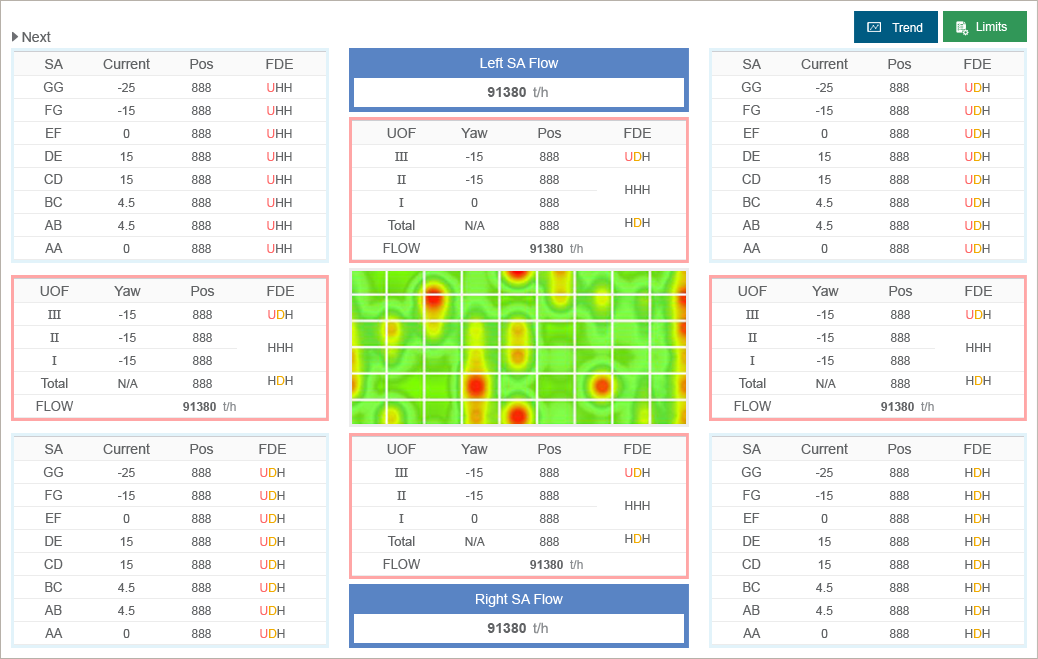 Next
Trend
Limits
SA Current Pos FDE
GG -25 888 UHH
FG -15 888 UHH
EF 0 888 UHH
DE 15 888 UHH
CD 15 888 UHH
BC 4.5 888 UHH
AB 4.5 888 UHH
AA 0 888 UHH
Left SA Flow
91380 t/h
UOF Yaw Pos FDE
III -15 888 UDH
II -15 888
HHH
I 0 888
Total N/A 888 HDH
FLOW 91380 t/h
SA Current Pos FDE
GG -25 888 UDH
FG -15 888 UDH
EF 0 888 UDH
DE 15 888 UDH
CD 15 888 UDH
BC 4.5 888 UDH
AB 4.5 888 UDH
AA 0 888 UDH
UOF Yaw Pos FDE
III -15 888 UDH
II -15 888
HHH
I -15 888
Total N/A 888 HDH
FLOW 91380 t/h
UOF Yaw Pos FDE
III -15 888 UDH
II -15 888
HHH
I -15 888
Total N/A 888 HDH
FLOW 91380 t/h
SA Current Pos FDE
GG -25 888 UDH
FG -15 888 UDH
EF 0 888 UDH
DE 15 888 UDH
CD 15 888 UDH
BC 4.5 888 UDH
AB 4.5 888 UDH
AA 0 888 UDH
UOF Yaw Pos FDE
III -15 888 UDH
II -15 888
HHH
I 0 888
Total N/A 888 HDH
FLOW 91380 t/h
Right SA Flow
91380 t/h
SA Current Pos FDE
GG -25 888 HDH
FG -15 888 HDH
EF 0 888 HDH
DE 15 888 HDH
CD 15 888 HDH
BC 4.5 888 HDH
AB 4.5 888 HDH
AA 0 888 HDH